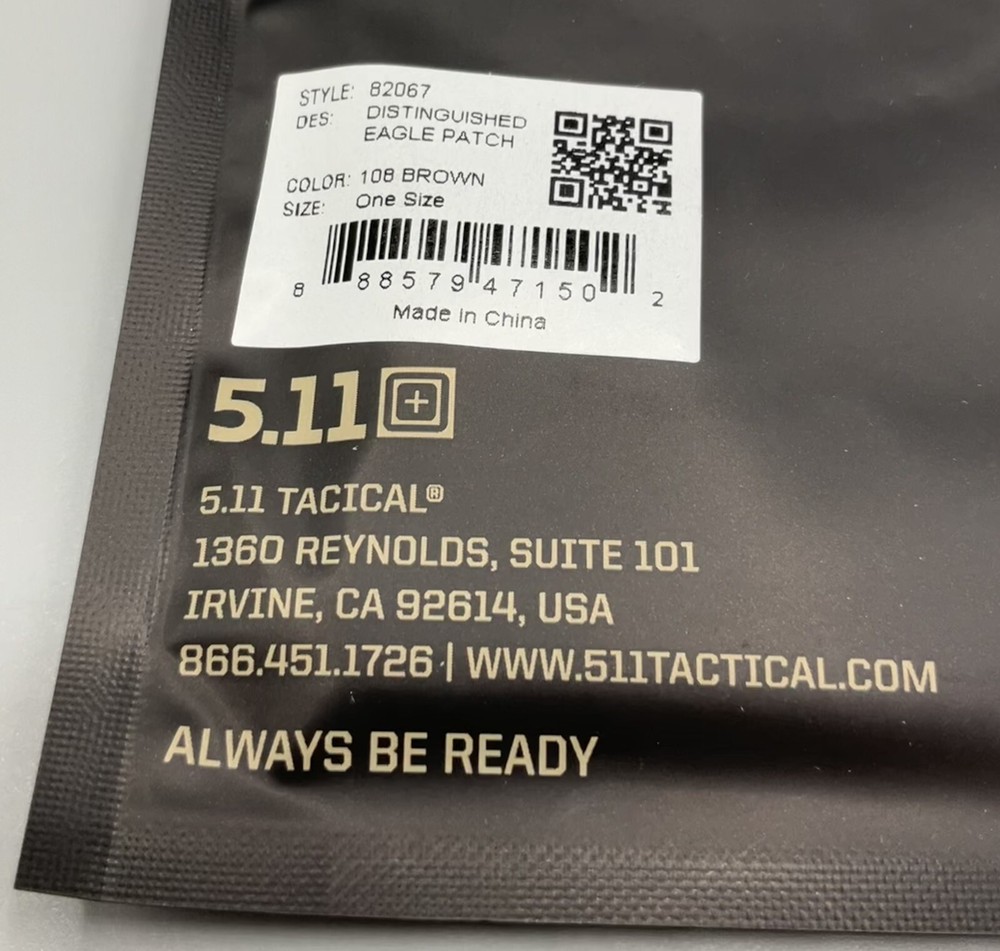 STYLE: 82067
DES: DISTINGUISHED
EAGLE PATCH
COLOR: 108 BROWN
SIZE: One Size
8 88579 47150 2
Made in China
5.11
5.11 TACICAL®
1360 REYNOLDS, SUITE 101
IRVINE, CA 92614, USA
866.451.1726 | WWW.511TACTICAL.COM
ALWAYS BE READY